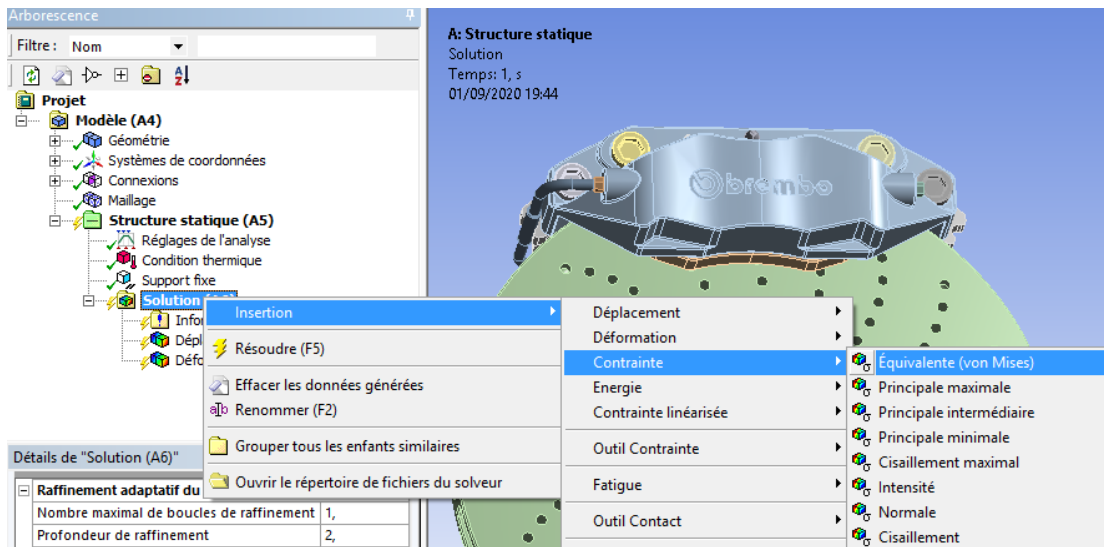 Arborescence
Filtre : Nom
Projet
Modèle (A4)
Géométrie
Systèmes de coordonnées
Connexions
Maillage
Structure statique (A5)
Réglages de l'analyse
Condition thermique
Support fixe
Solution
Infor
Dépl
Défo
Détails de "Solution (A6)"
Raffinement adaptatif du
Nombre maximal de boucles de raffinement 1,
Profondeur de raffinement 2,
A: Structure statique
Solution
Temps: 1, s
01/09/2020 19:44
brembo
Insertion
Résoudre (F5)
Effacer les données générées
Renommer (F2)
Grouper tous les enfants similaires
Ouvrir le répertoire de fichiers du solveur
Déplacement
Déformation
Contrainte
Energie
Contrainte linéarisée
Outil Contrainte
Fatigue
Outil Contact
Équivalente (von Mises)
Principale maximale
Principale intermédiaire
Principale minimale
Cisaillement maximal
Intensité
Normale
Cisaillement